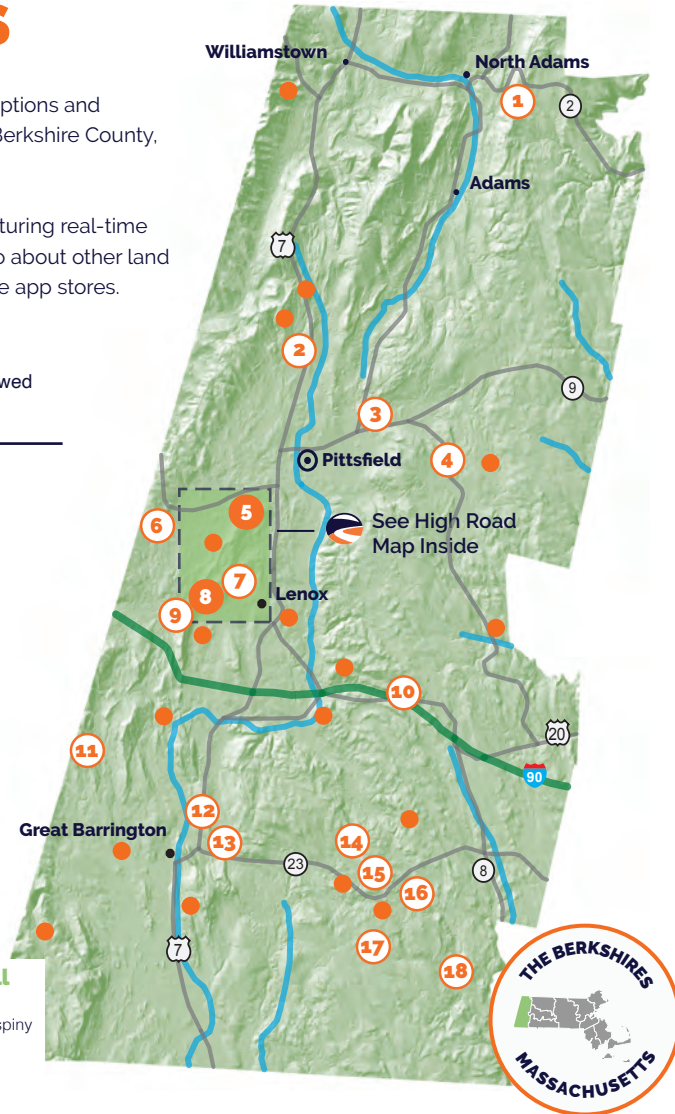 s
ptions and
Berkshire County,
turing real-time
o about other land
e app stores.
wed
Williamstown
North Adams
1
2
Adams
7
2
9
3
Pittsfield
4
5
6
See High Road
Map Inside
7
8
Lenox
9
10
20
11
90
12
Great Barrington
13
14
23
15
8
16
7
17
18
ll
spiny
THE BERKSHIRES
MASSACHUSETTS